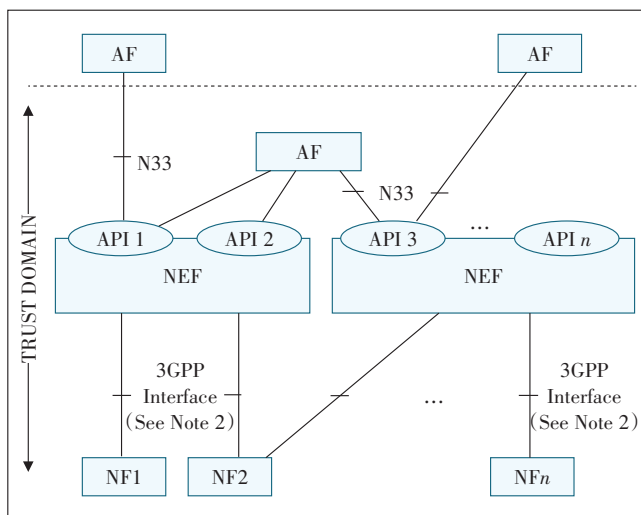 AF
AF
N33
AF
N33
API 1
API 2
API 3
...
API n
NEF
NEF
TRUST DOMAIN
3GPP
Interface
(See Note 2)
...
3GPP
Interface
(See Note 2)
NF1
NF2
NFn